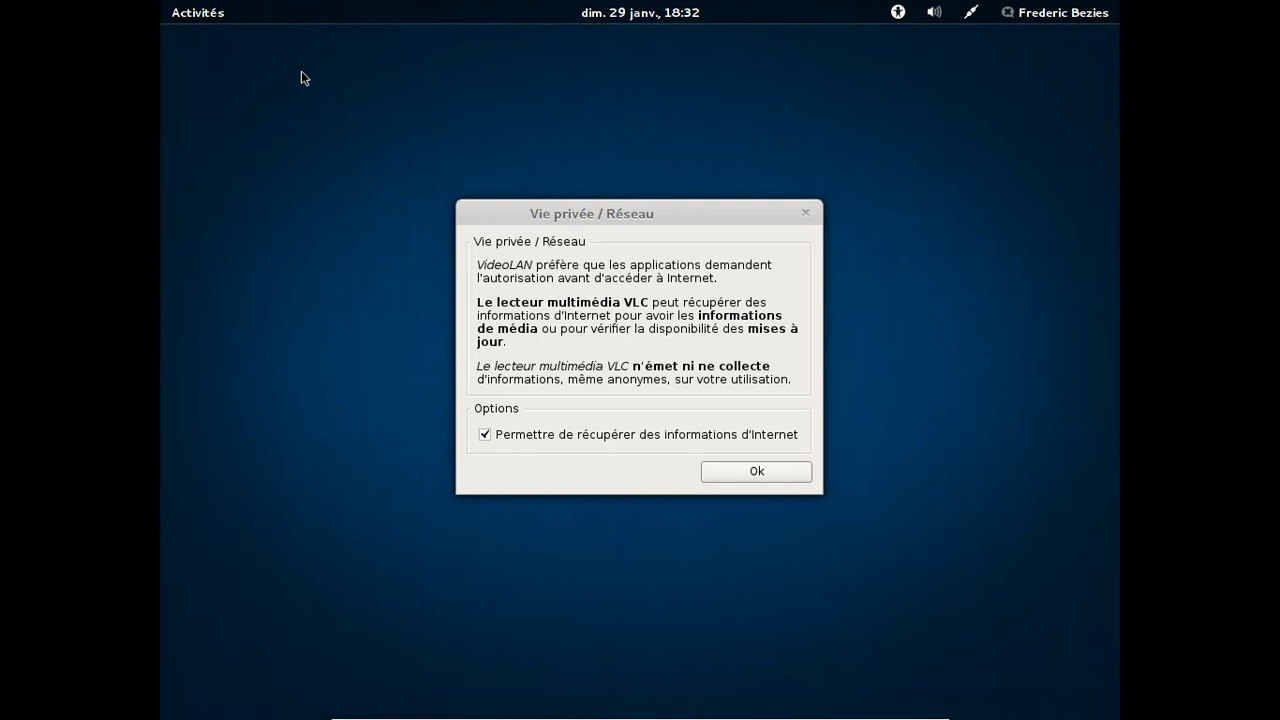 Activités
dim. 29 janv., 18:32
Frederic Bezies
Vie privée / Réseau
Vie privée / Réseau
VideoLAN préfère que les applications demandent
l'autorisation avant d'accéder à Internet.
Le lecteur multimédia VLC peut récupérer des
informations d'Internet pour avoir les informations
de média ou pour vérifier la disponibilité des mises à
jour.
Le lecteur multimédia VLC n'émet ni ne collecte
d'informations, même anonymes, sur votre utilisation.
Options
Permettre de récupérer des informations d'Internet
Ok